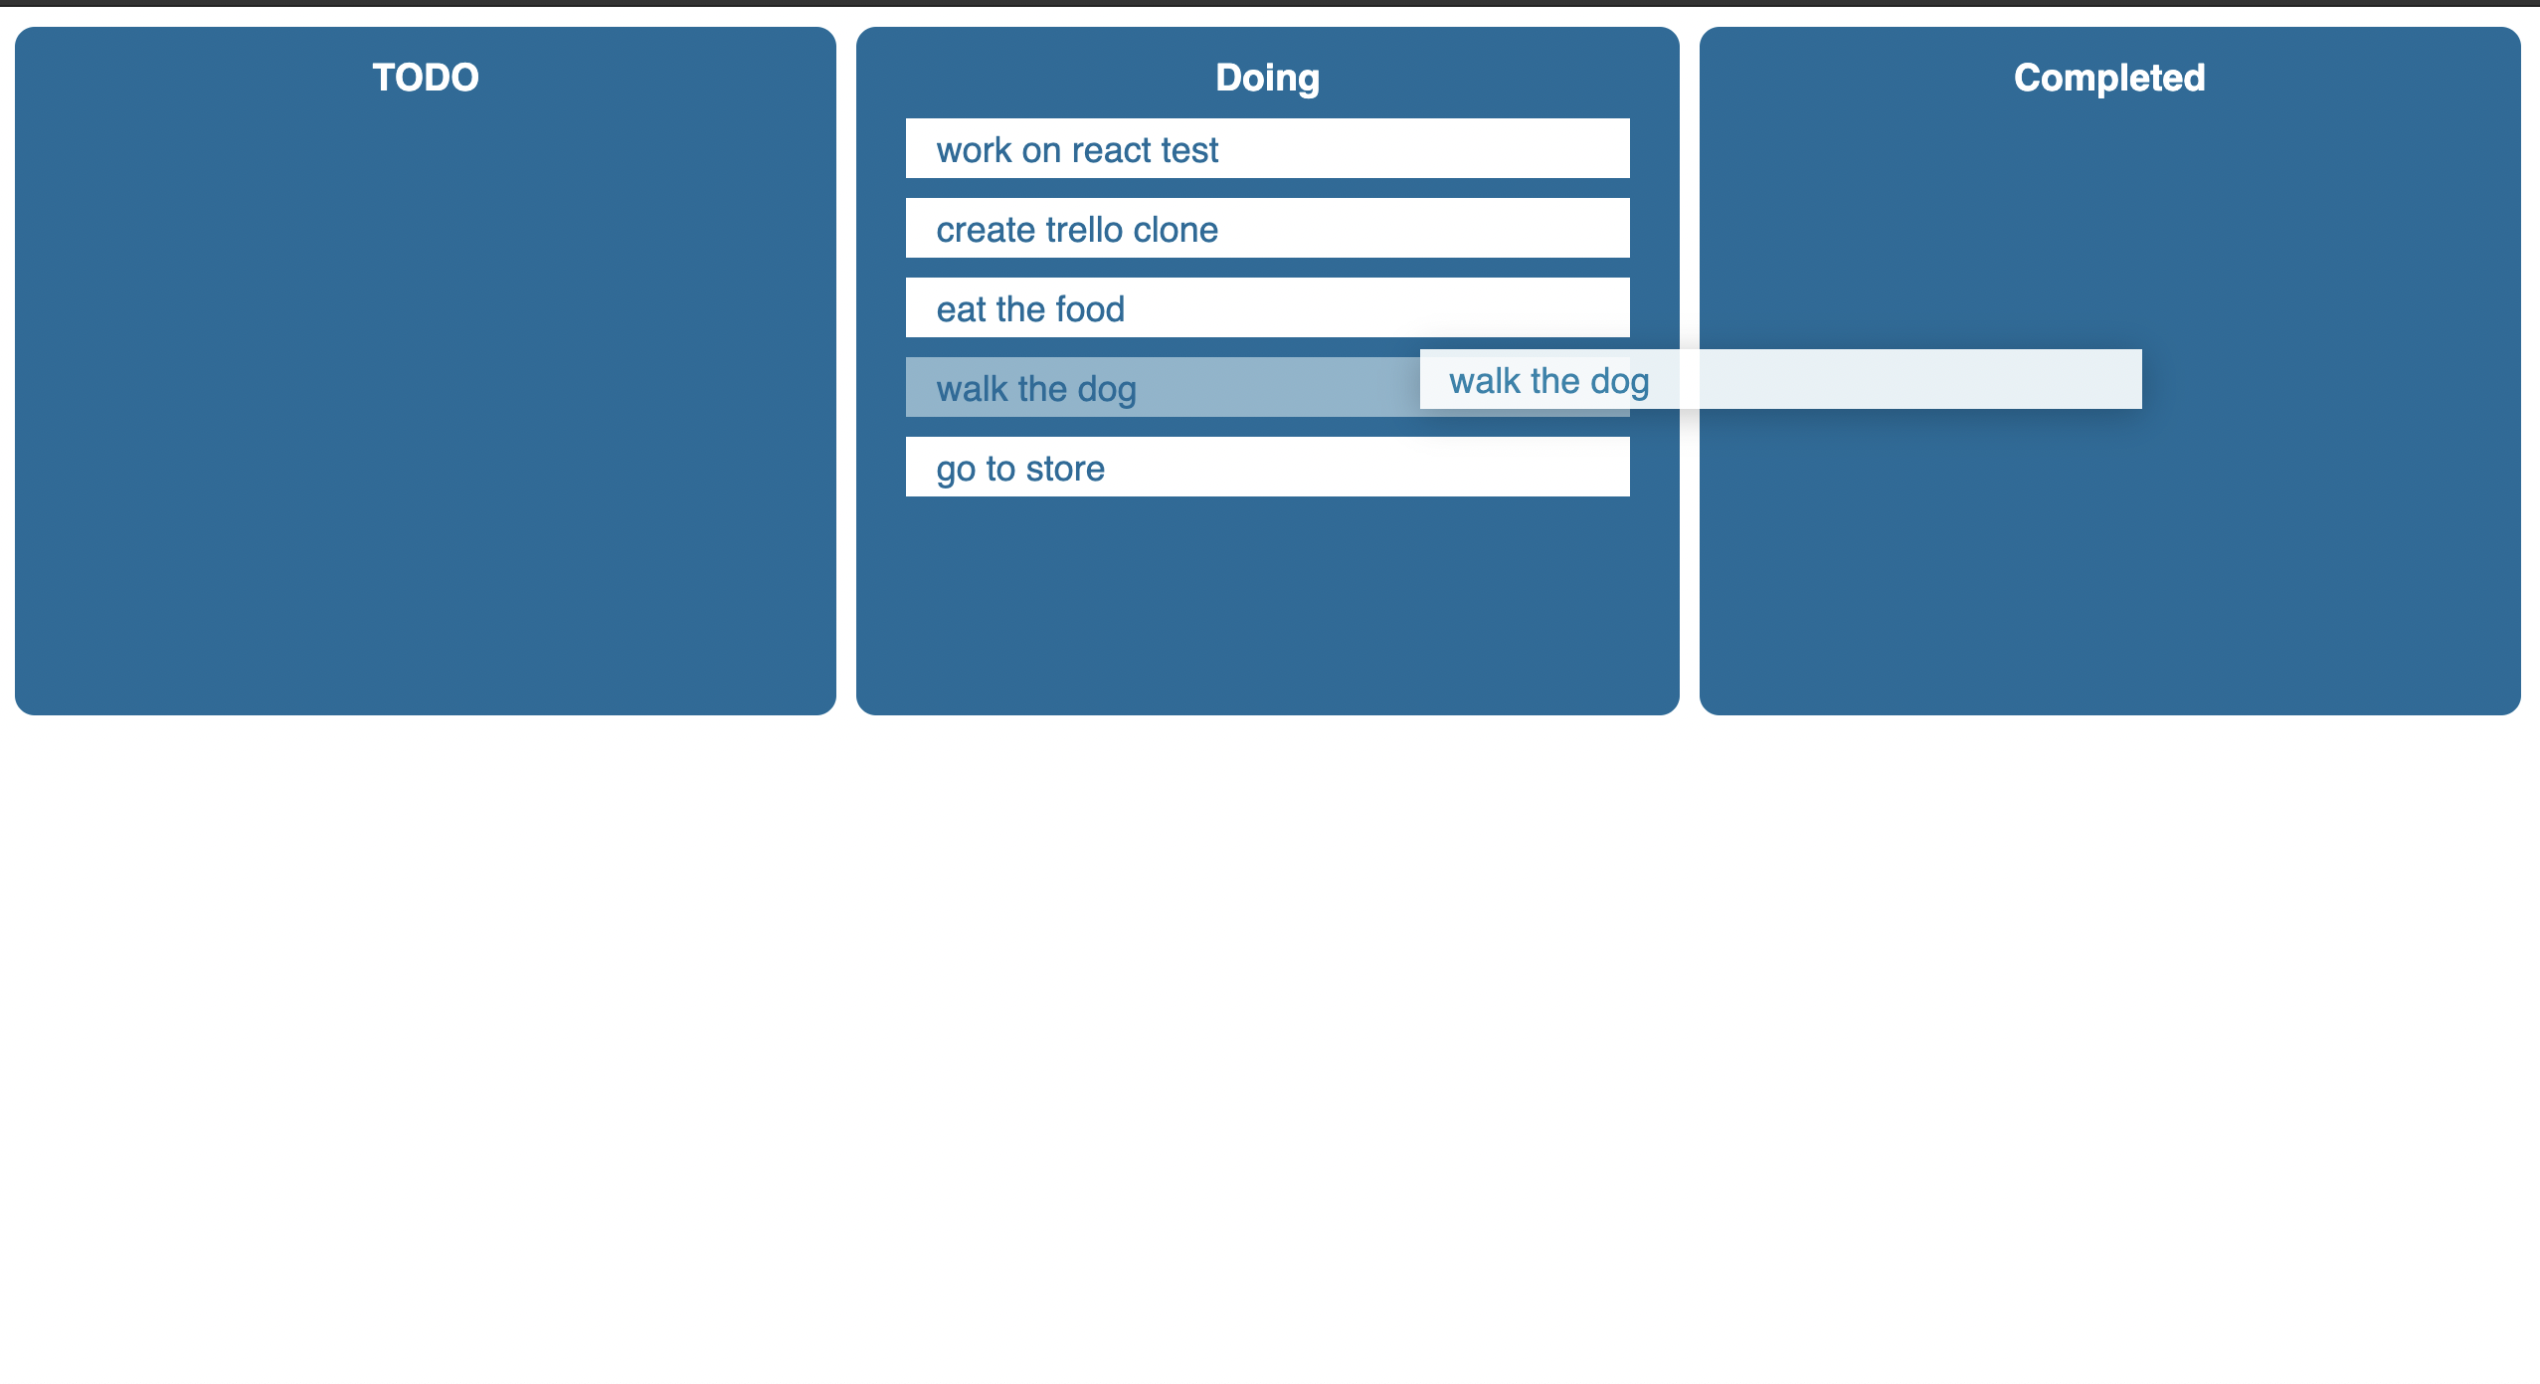 TODO
Doing
work on react test
create trello clone
eat the food
walk the dog
go to store
walk the dog
Completed